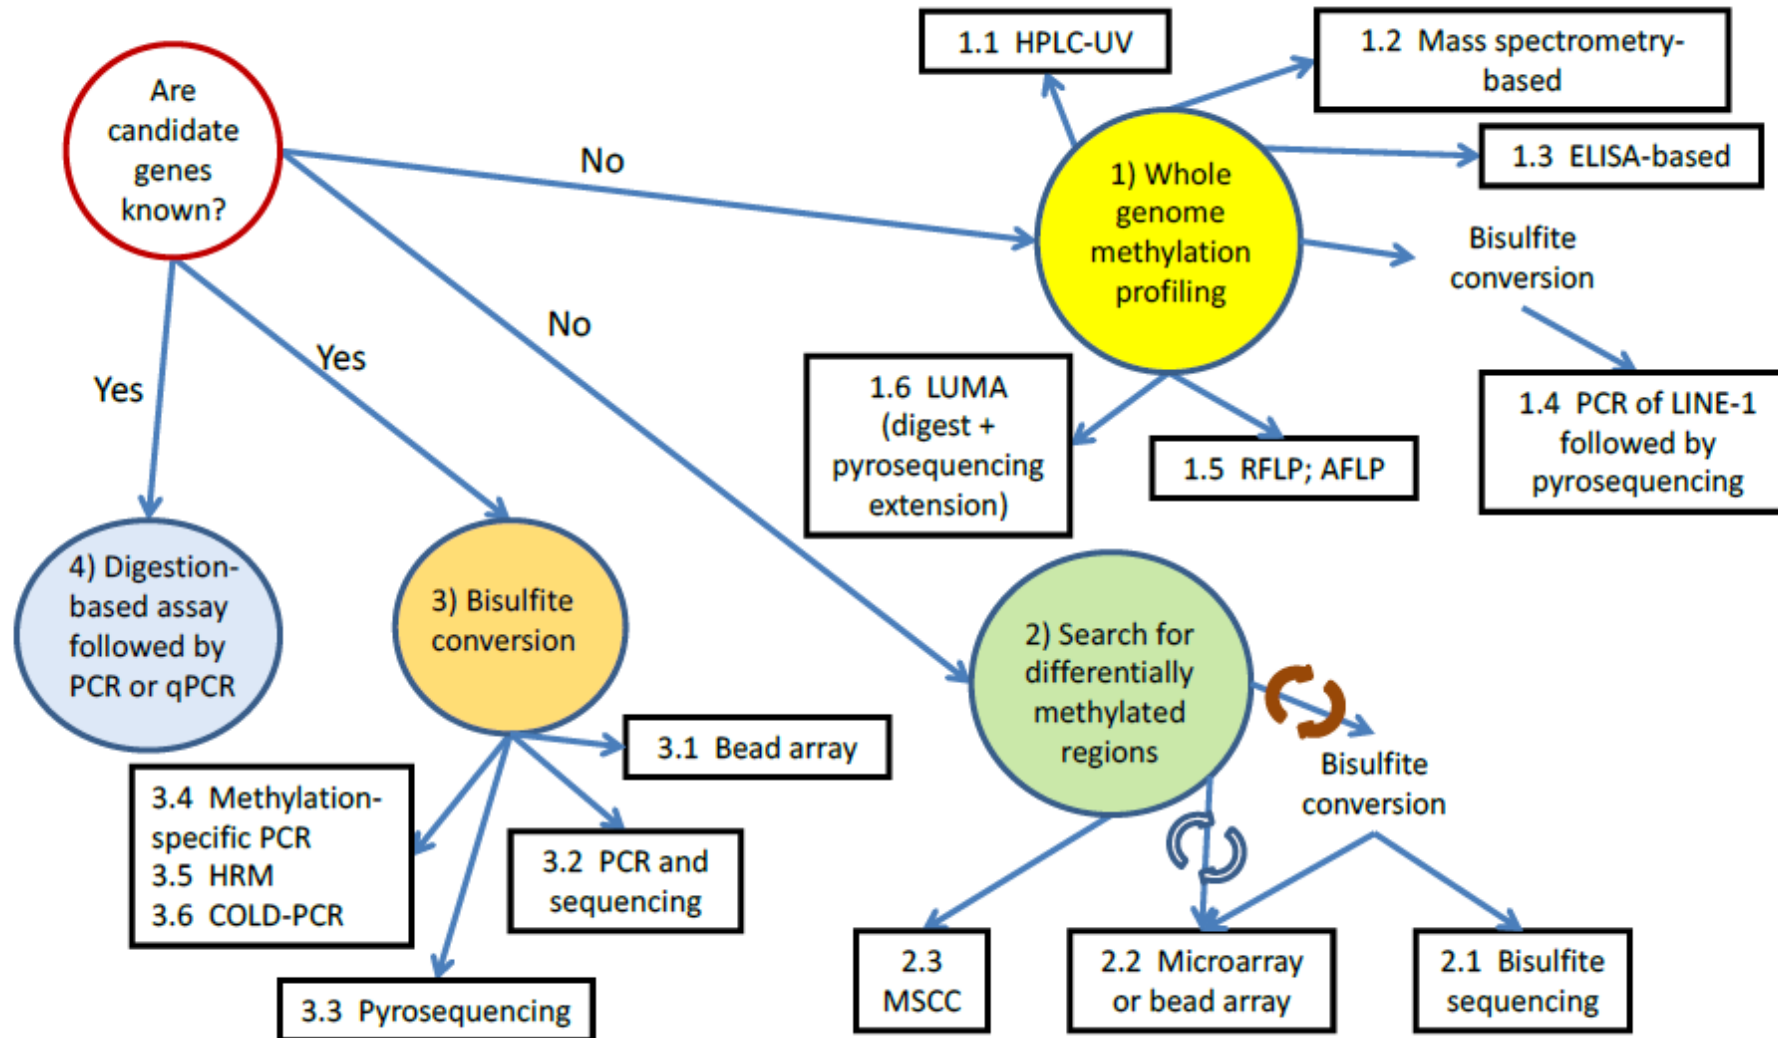 Are
candidate
genes
known?
No
No
Yes
Yes
1.1 HPLC-UV
1.2 Mass spectrometry-
based
1.3 ELISA-based
1) Whole
genome
methylation
profiling
Bisulfite
conversion
1.4 PCR of LINE-1
followed by
pyrosequencing
1.5 RFLP; AFLP
1.6 LUMA
(digest +
pyrosequencing
extension)
4) Digestion-
based assay
followed by
PCR or qPCR
3) Bisulfite
conversion
3.1 Bead array
3.2 PCR and
sequencing
3.4 Methylation-
specific PCR
3.5 HRM
3.6 COLD-PCR
3.3 Pyrosequencing
2) Search for
differentially
methylated
regions
Bisulfite
conversion
2.3
MSCC
2.2 Microarray
or bead array
2.1 Bisulfite
sequencing